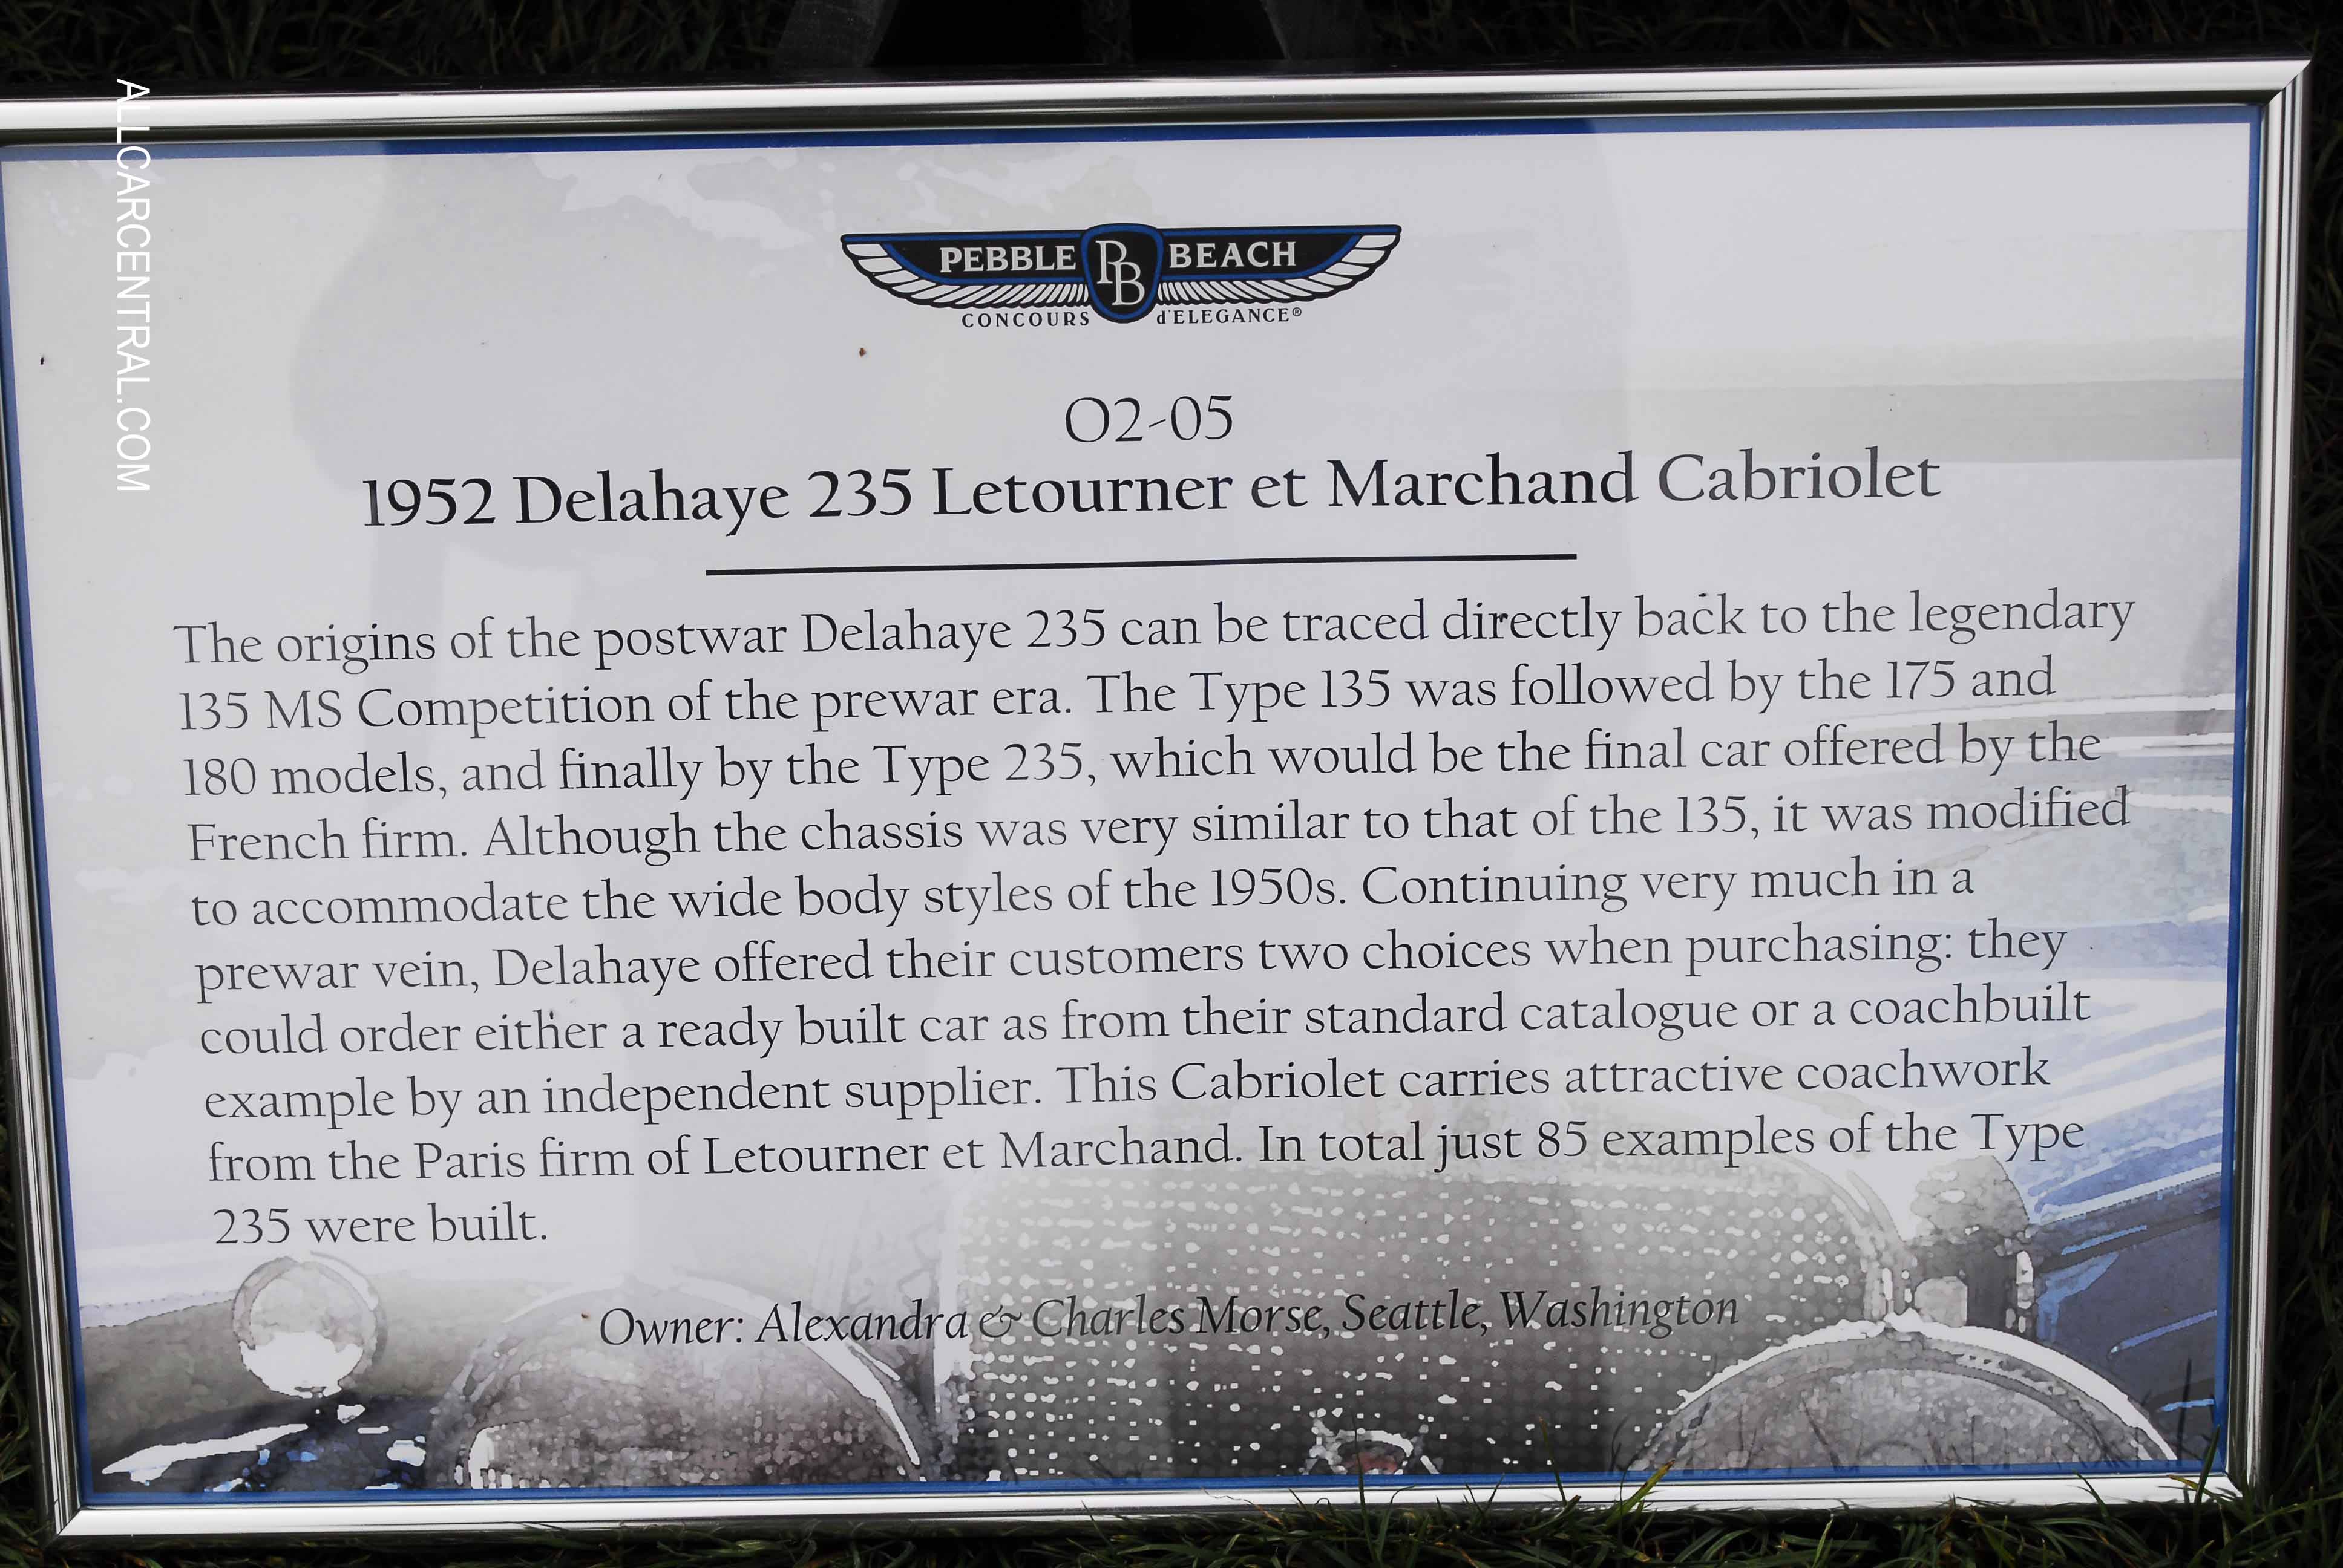 ALLCARCENTRAL.COM
PEBBLE PB BEACH
CONCOURS d'ELEGANCE®
O2-05
1952 Delahaye 235 Letourner et Marchand Cabriolet
The origins of the postwar Delahaye 235 can be traced directly back to the legendary
135 MS Competition of the prewar era. The Type 135 was followed by the 175 and
180 models, and finally by the Type 235, which would be the final car offered by the
French firm. Although the chassis was very similar to that of the 135, it was modified
to accommodate the wide body styles of the 1950s. Continuing very much in a
prewar vein, Delahaye offered their customers two choices when purchasing: they
could order either a ready built car as from their standard catalogue or a coachbuilt
example by an independent supplier. This Cabriolet carries attractive coachwork
from the Paris firm of Letourner et Marchand. In total just 85 examples of the Type
235 were built.
Owner: Alexandra & Charles Morse, Seattle, Washington